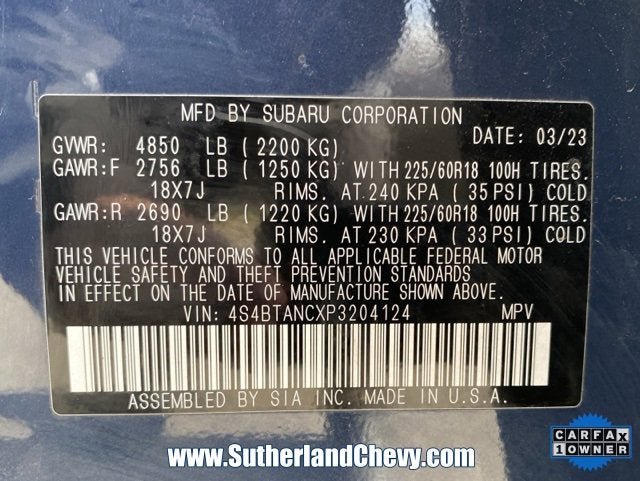 MFD BY SUBARU CORPORATION
DATE: 03/23
GVWR: 4850 LB (2200 KG)
GAWR:F 2756 LB (1250 KG) WITH 225/60R18 100H TIRES.
18X7J RIMS. AT 240 KPA (35 PSI) COLD
GAWR:R 2690 LB (1220 KG) WITH 225/60R18 100H TIRES.
18X7J RIMS. AT 230 KPA (33 PSI) COLD
THIS VEHICLE CONFORMS TO ALL APPLICABLE FEDERAL MOTOR
VEHICLE SAFETY AND THEFT PREVENTION STANDARDS
IN EFFECT ON THE DATE OF MANUFACTURE SHOWN ABOVE.
VIN: 4S4BTANCXP3204124 MPV
ASSEMBLED BY SIA INC. MADE IN U.S.A.
www.SutherlandChevy.com
CARFAX
1 OWNER